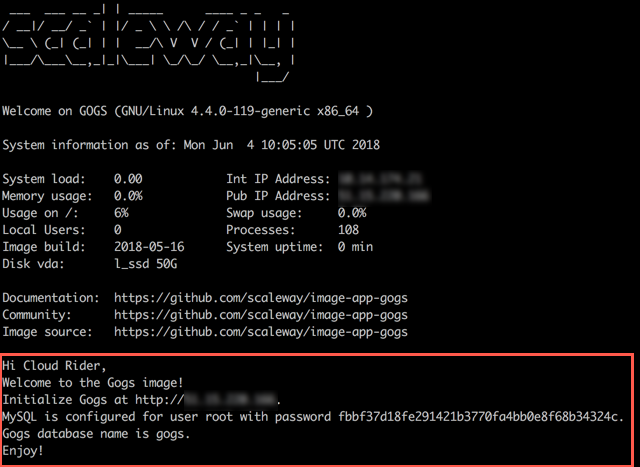 scaleway
Welcome on GOGS (GNU/Linux 4.4.0-119-generic x86_64 )
System information as of: Mon Jun  4 10:05:05 UTC 2018
System load:    0.00            Int IP Address:
Memory usage:   0.0%            Pub IP Address:
Usage on /:     6%              Swap usage:     0.0%
Local Users:    0               Processes:      108
Image build:    2018-05-16      System uptime:  0 min
Disk vda:       l_ssd 50G
Documentation:  https://github.com/scaleway/image-app-gogs
Community:      https://github.com/scaleway/image-app-gogs
Image source:   https://github.com/scaleway/image-app-gogs
Hi Cloud Rider,
Welcome to the Gogs image!
Initialize Gogs at http://.
MySQL is configured for user root with password fbbf37d18fe291421b3770fa4bb0e8f68b34324c.
Gogs database name is gogs.
Enjoy!